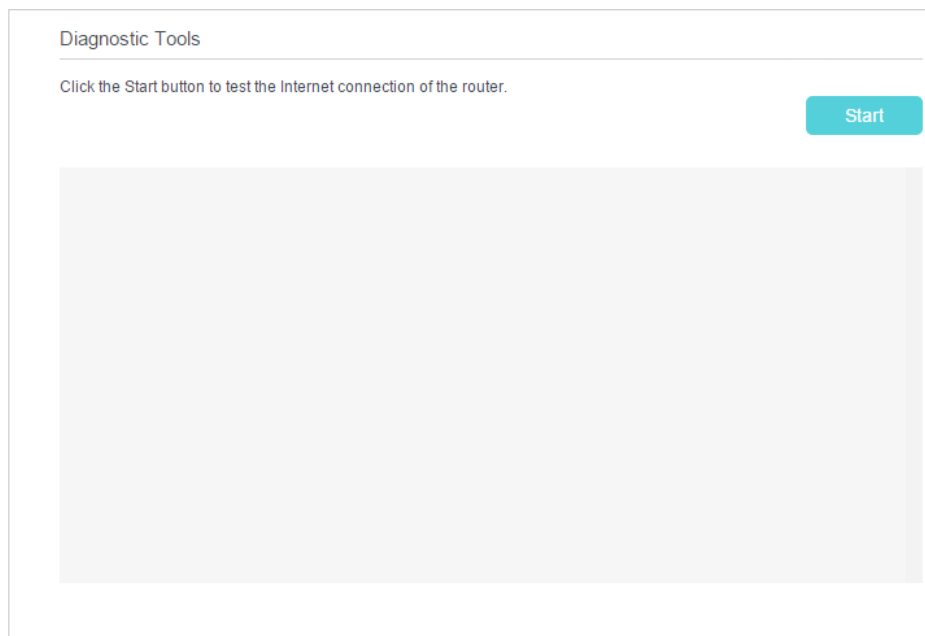 Diagnostic Tools
Click the Start button to test the Internet connection of the router.
Start